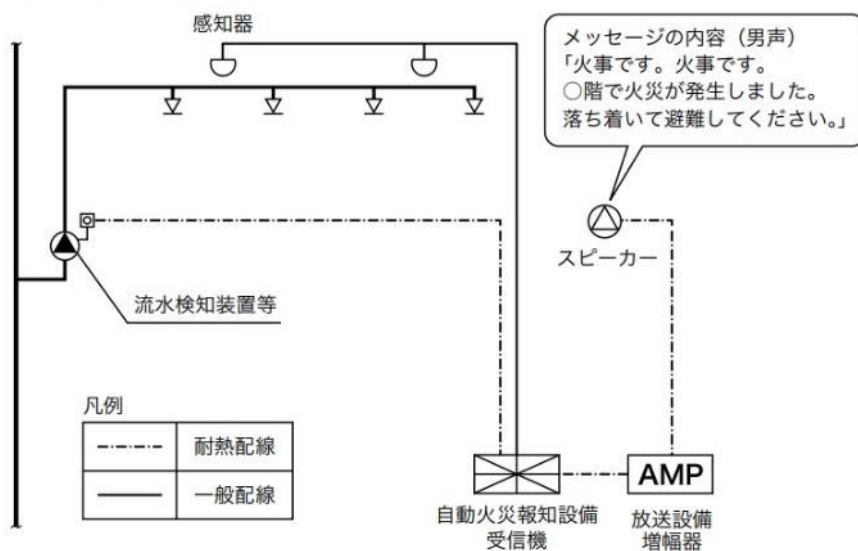 感知器
メッセージの内容（男声）
「火事です。火事です。
○階で火災が発生しました。
落ち着いて避難してください。」
スピーカー
流水検知装置等
凡例
耐熱配線
一般配線
AMP
自動火災報知設備
受信機
放送設備
増幅器